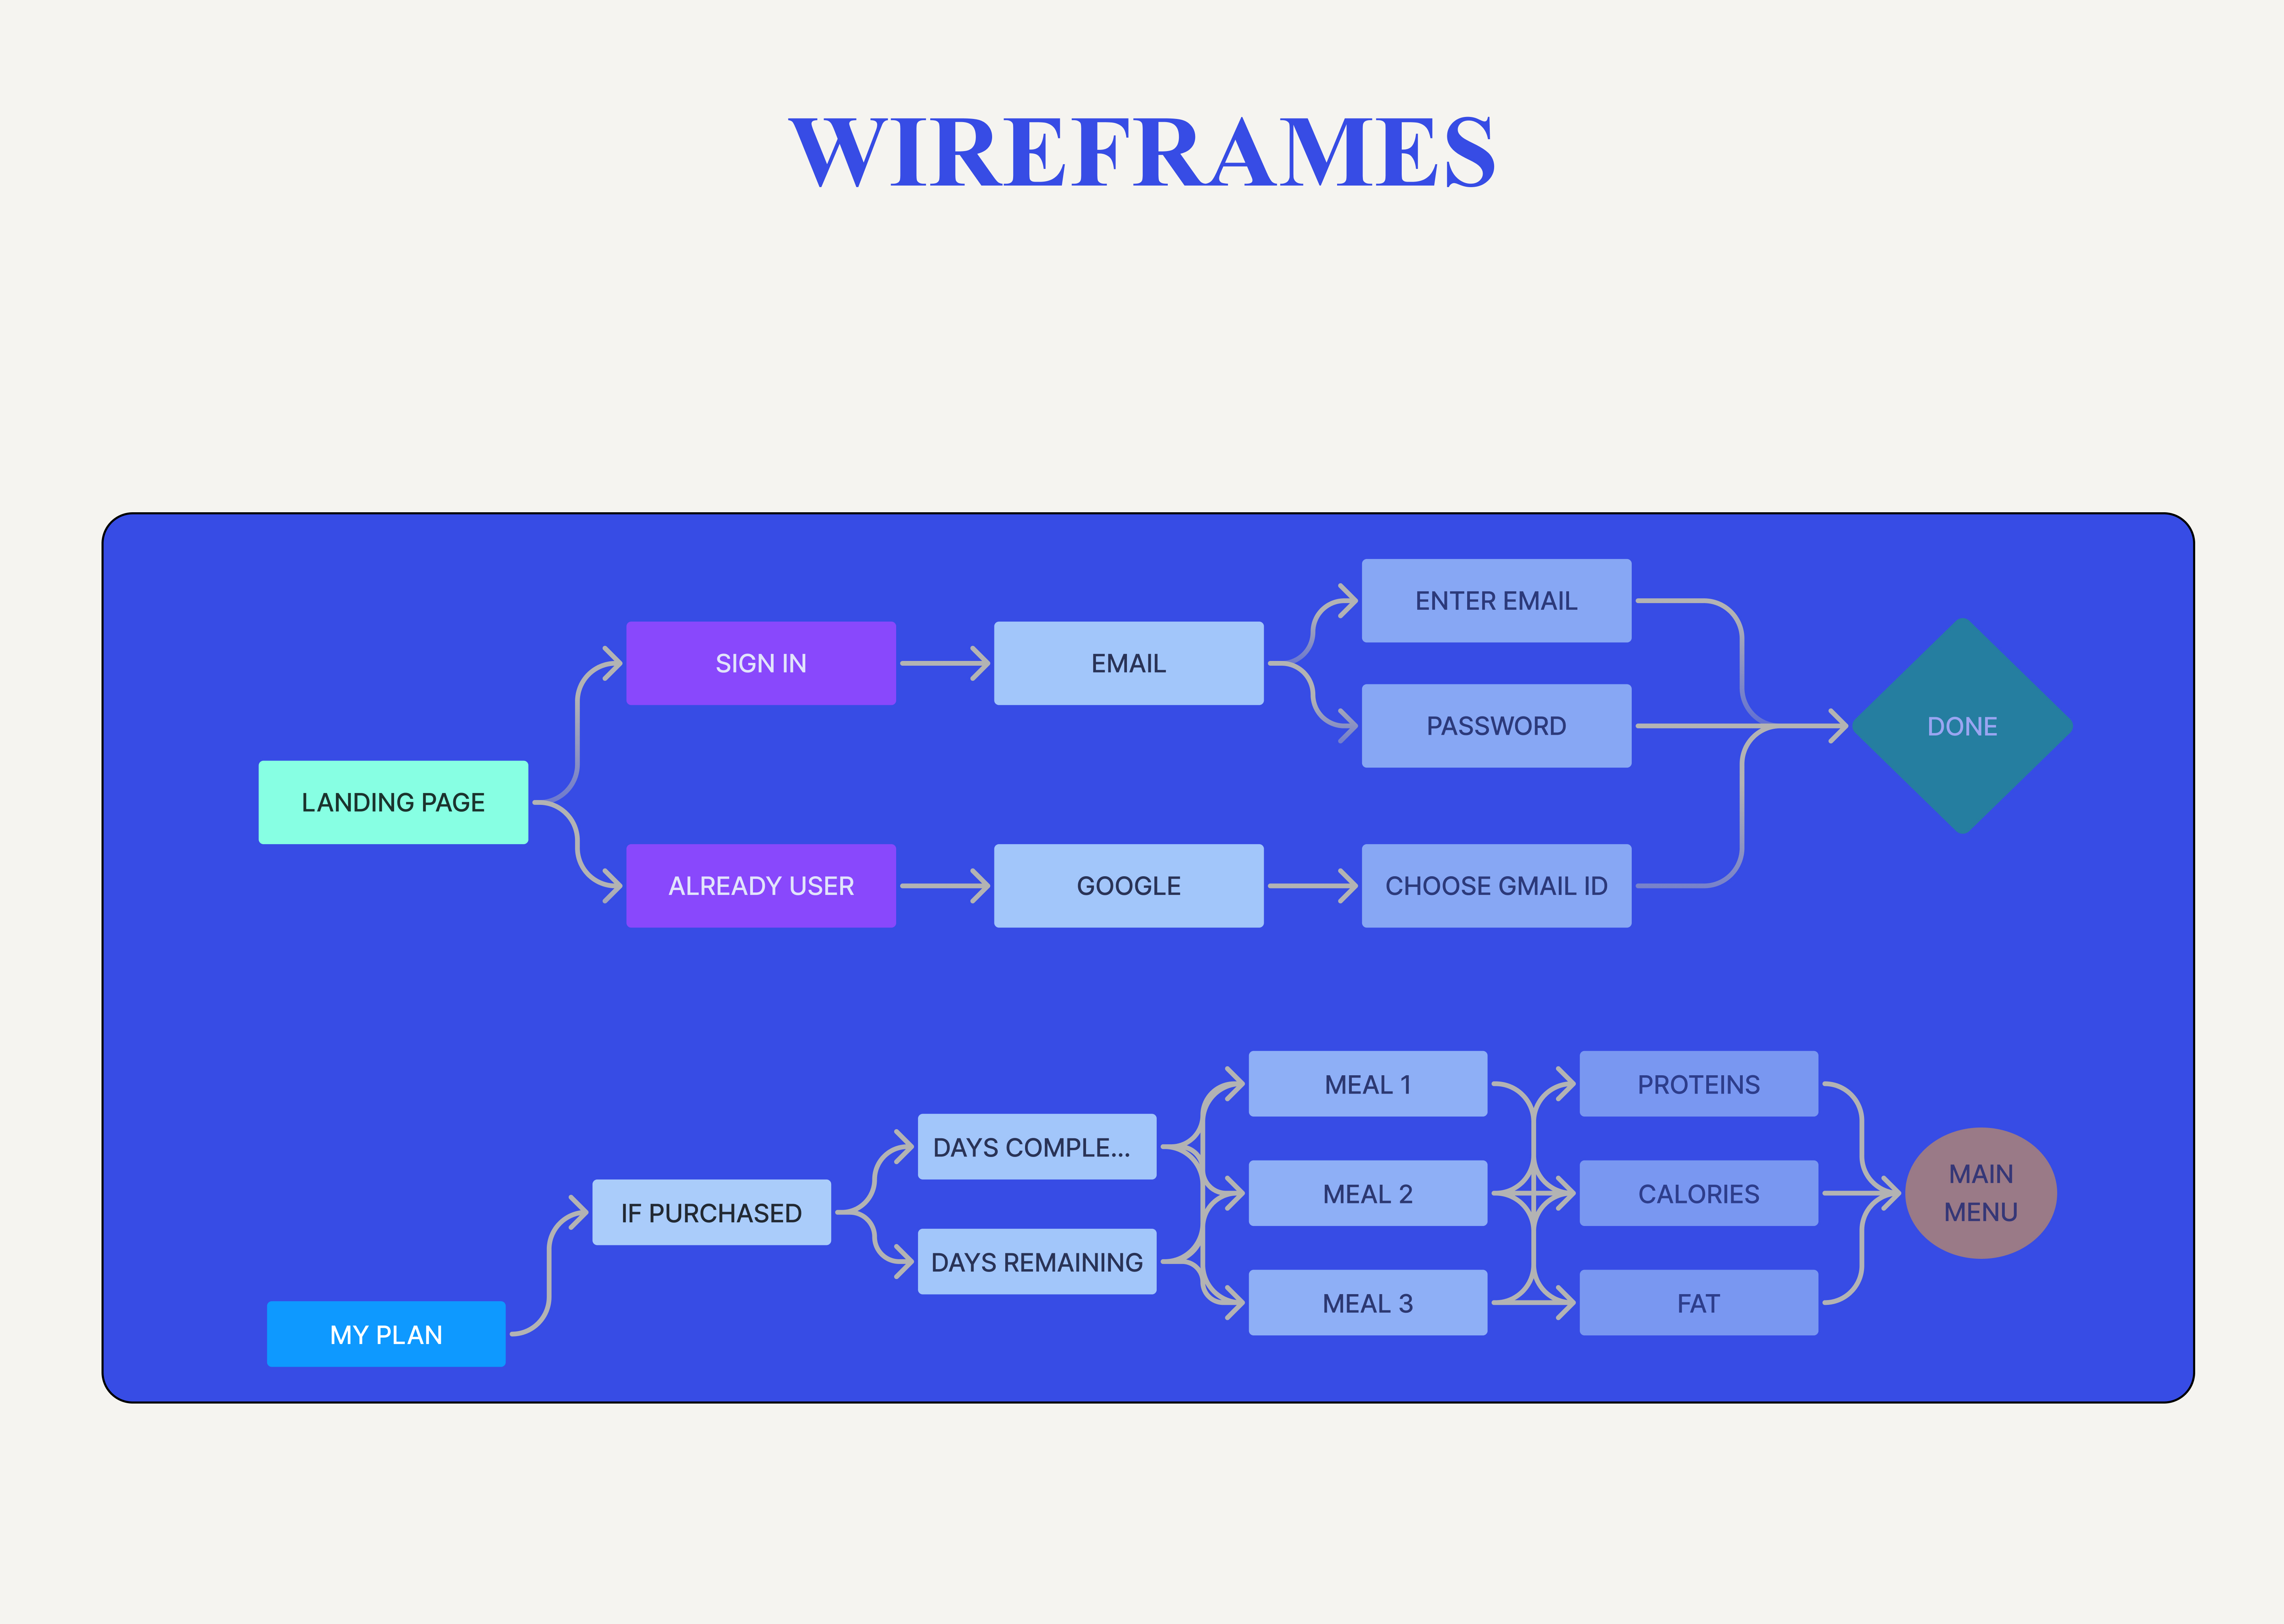 WIREFRAMES
ENTER EMAIL
SIGN IN
EMAIL
PASSWORD
DONE
LANDING PAGE
ALREADY USER
GOOGLE
CHOOSE GMAIL ID
MEAL 1
PROTEINS
DAYS COMPLE...
MAIN
MENU
MEAL 2
CALORIES
IF PURCHASED
DAYS REMAINING
MEAL 3
FAT
MY PLAN